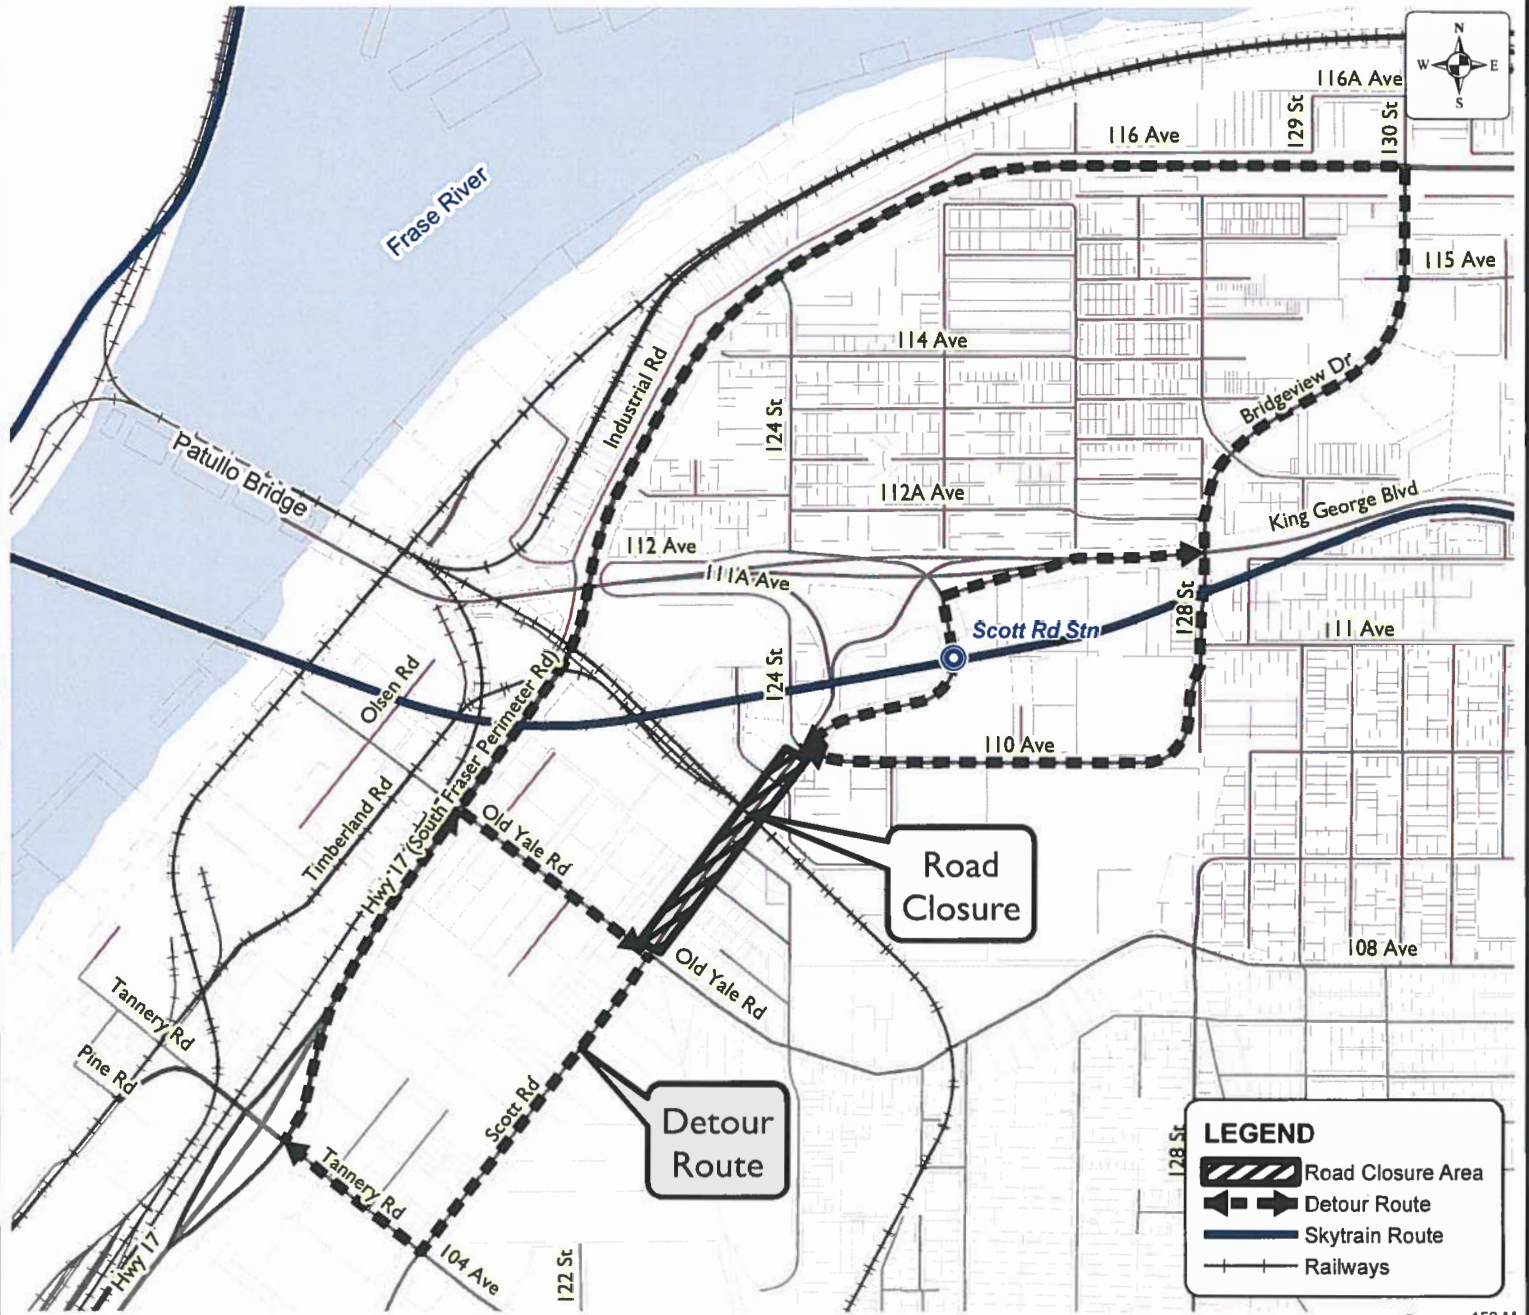 N
W E
S
116A Ave
129 St
130 St
116 Ave
Frase River
115 Ave
114 Ave
Industrial Rd
Bridgeview Dr
124 St
Patullo Bridge
112A Ave
King George Blvd
112 Ave
111A Ave
128 St
111 Ave
Scott Rd Stn
Olsen Rd
124 St
110 Ave
Hwy 17 (South Fraser Perimeter Rd)
Timberland Rd
Old Yale Rd
Road
Closure
108 Ave
Old Yale Rd
Tannery Rd
Pine Rd
Scott Rd
Detour
Route
128 St
Tannery Rd
104 Ave
122 St
Hwy 17
LEGEND
Road Closure Area
Detour Route
Skytrain Route
Railways